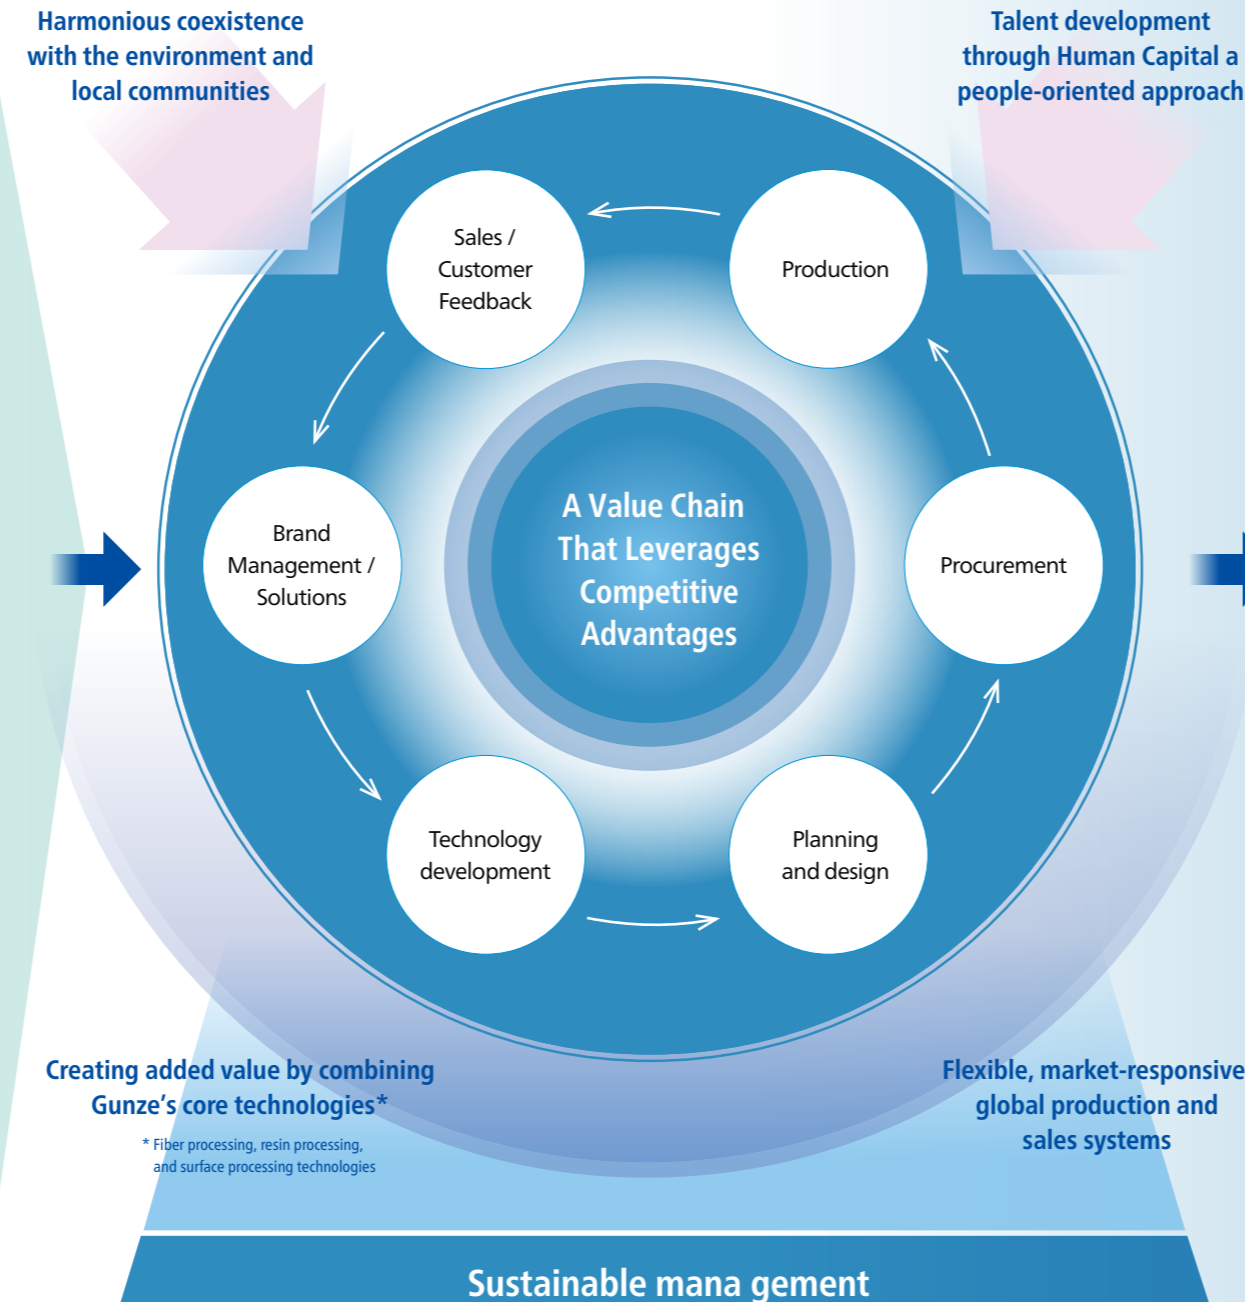 Harmonious coexistence
with the environment and
local communities
Talent development
through Human Capital a
people-oriented approach
Sales /
Customer
Feedback
Production
Brand
Management /
Solutions
A Value Chain
That Leverages
Competitive
Advantages
Procurement
Technology
development
Planning
and design
Creating added value by combining
Gunze's core technologies*
* Fiber processing, resin processing,
and surface processing technologies
Flexible, market-responsive
global production and
sales systems
Sustainable mana gement